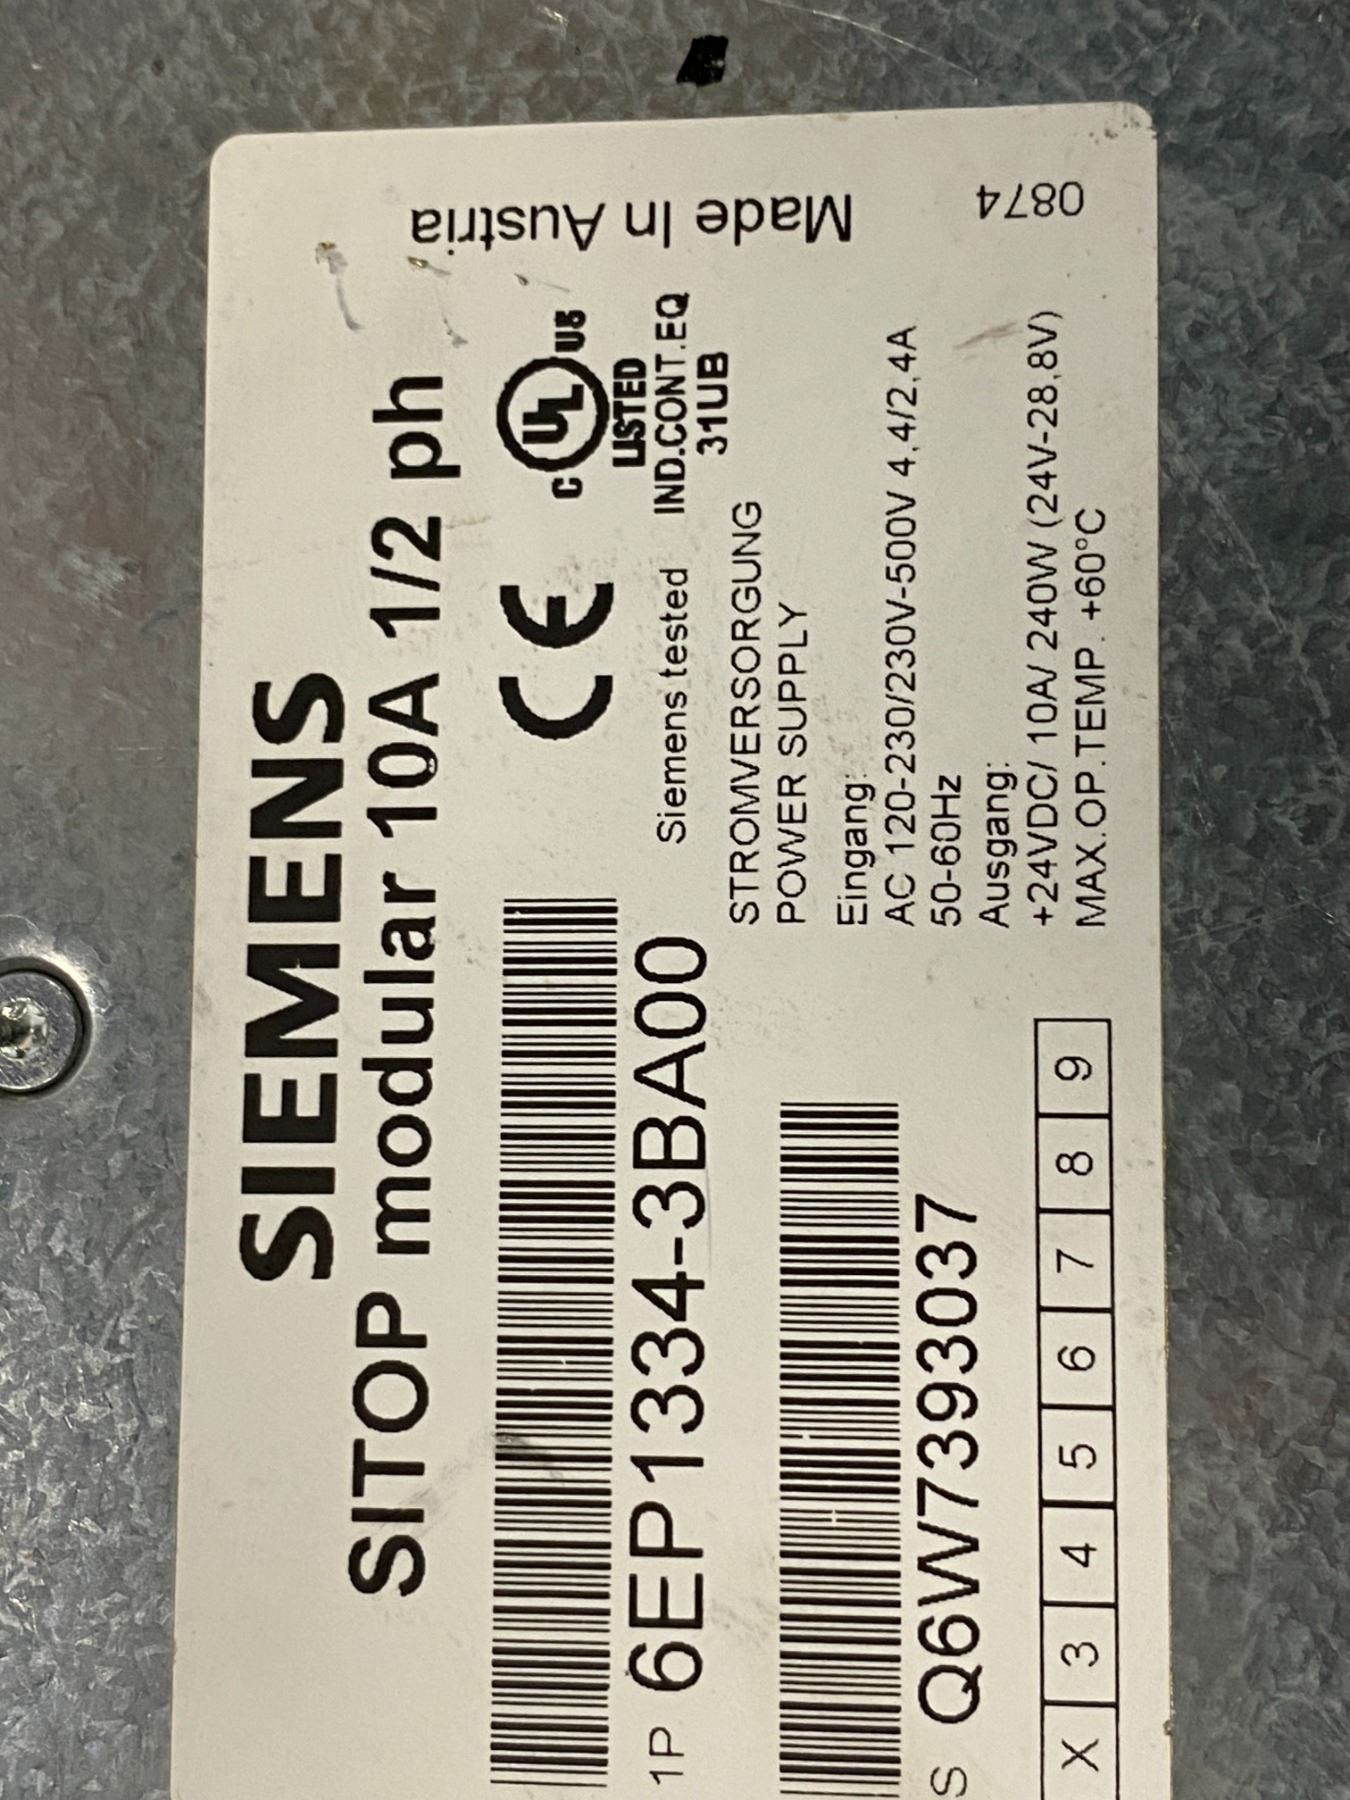 SIEMENS
SITOP modular 10A 1/2 ph
1P 6EP1334-3BA00
S Q6W7393037
X 3 4 5 6 7 8 9
CE
C UL US
LISTED
Siemens tested IND.CONT.EQ
31UB
STROMVERSORGUNG
POWER SUPPLY
Eingang:
AC 120-230/230V-500V 4,4/2,4A
50-60Hz
Ausgang:
+24VDC/ 10A/ 240W (24V-28,8V)
MAX.OP.TEMP. +60°C
Made In Austria
0874